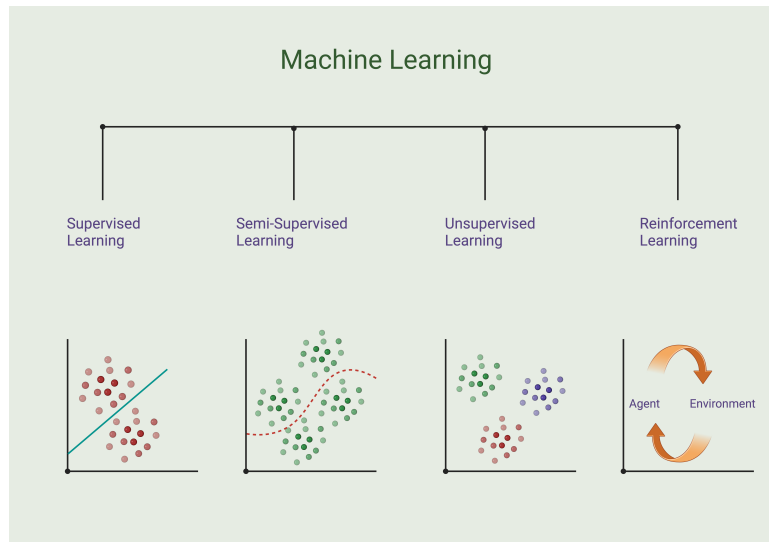 Machine Learning
Supervised
Learning
Semi-Supervised
Learning
Unsupervised
Learning
Reinforcement
Learning
Agent
Environment